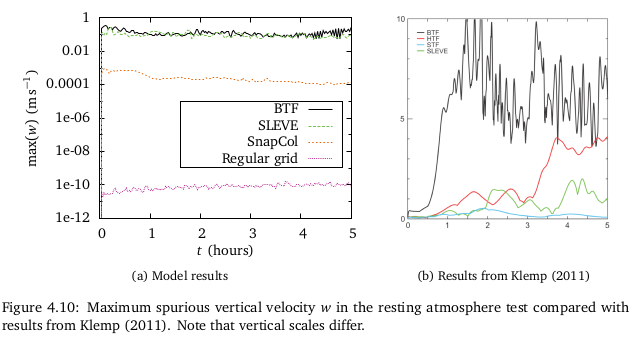 1
0.01
0.0001
1e-06
1e-08
1e-10
1e-12
max(w) (m s⁻¹)
BTF
SLEVE
SnapCol
Regular grid
0 1 2 3 4 5
t (hours)
(a) Model results
10
5
0
BTF
HTF
STF
SLEVE
0 1 2 3 4 5
(b) Results from Klemp (2011)
Figure 4.10: Maximum spurious vertical velocity w in the resting atmosphere test compared with
results from Klemp (2011). Note that vertical scales differ.